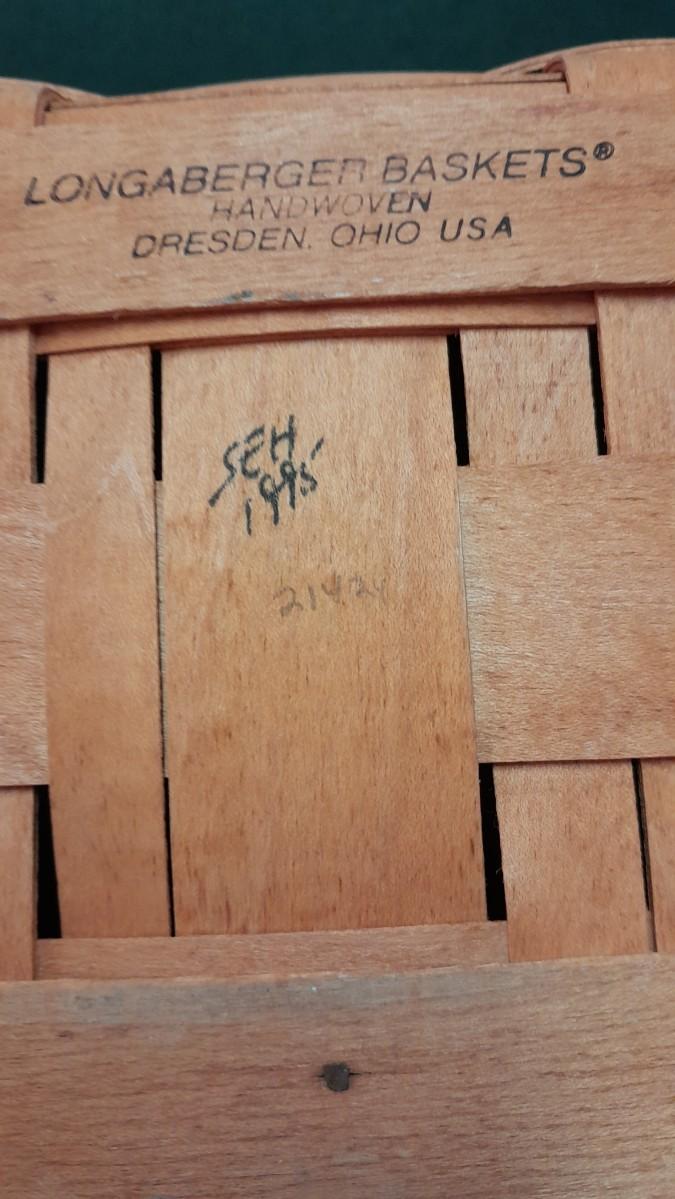 LONGABERGER BASKETS®
HANDWOVEN
DRESDEN, OHIO USA
SEH
1995
21424